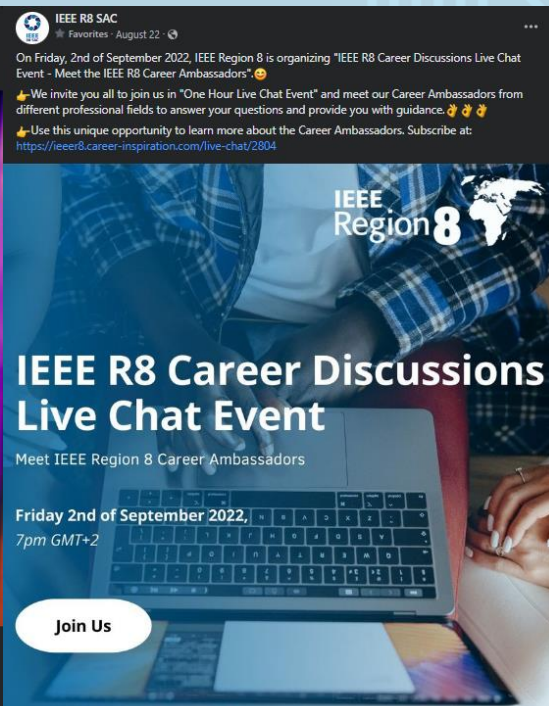 IEEE R8 SAC
Favorites · August 22 ·
On Friday, 2nd of September 2022, IEEE Region 8 is organizing "IEEE R8 Career Discussions Live Chat
Event - Meet the IEEE R8 Career Ambassadors".😊
👉We invite you all to join us in "One Hour Live Chat Event" and meet our Career Ambassadors from
different professional fields to answer your questions and provide you with guidance.👌👌👌
👉Use this unique opportunity to learn more about the Career Ambassadors. Subscribe at:
https://ieeer8.career-inspiration.com/live-chat/2804
IEEE
Region 8
IEEE R8 Career Discussions
Live Chat Event
Meet IEEE Region 8 Career Ambassadors
Friday 2nd of September 2022,
7pm GMT+2
Join Us